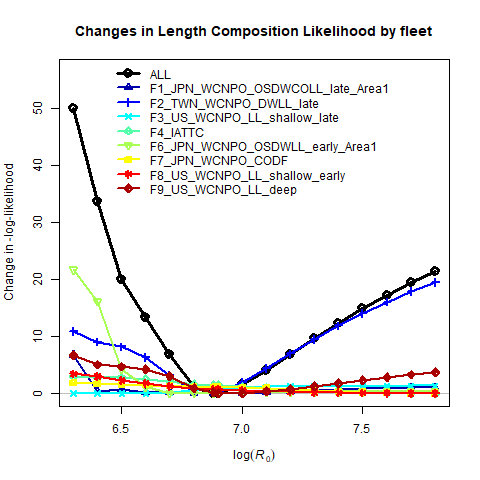 Changes in Length Composition Likelihood by fleet
ALL
F1_JPN_WCNPO_OSDWCOLL_late_Area1
F2_TWN_WCNPO_DWLL_late
F3_US_WCNPO_LL_shallow_late
F4_IATTC
F6_JPN_WCNPO_OSDWLL_early_Area1
F7_JPN_WCNPO_CODF
F8_US_WCNPO_LL_shallow_early
F9_US_WCNPO_LL_deep
Change in -log-likelihood
50
40
30
20
10
0
6.5 7.0 7.5
log(R0)